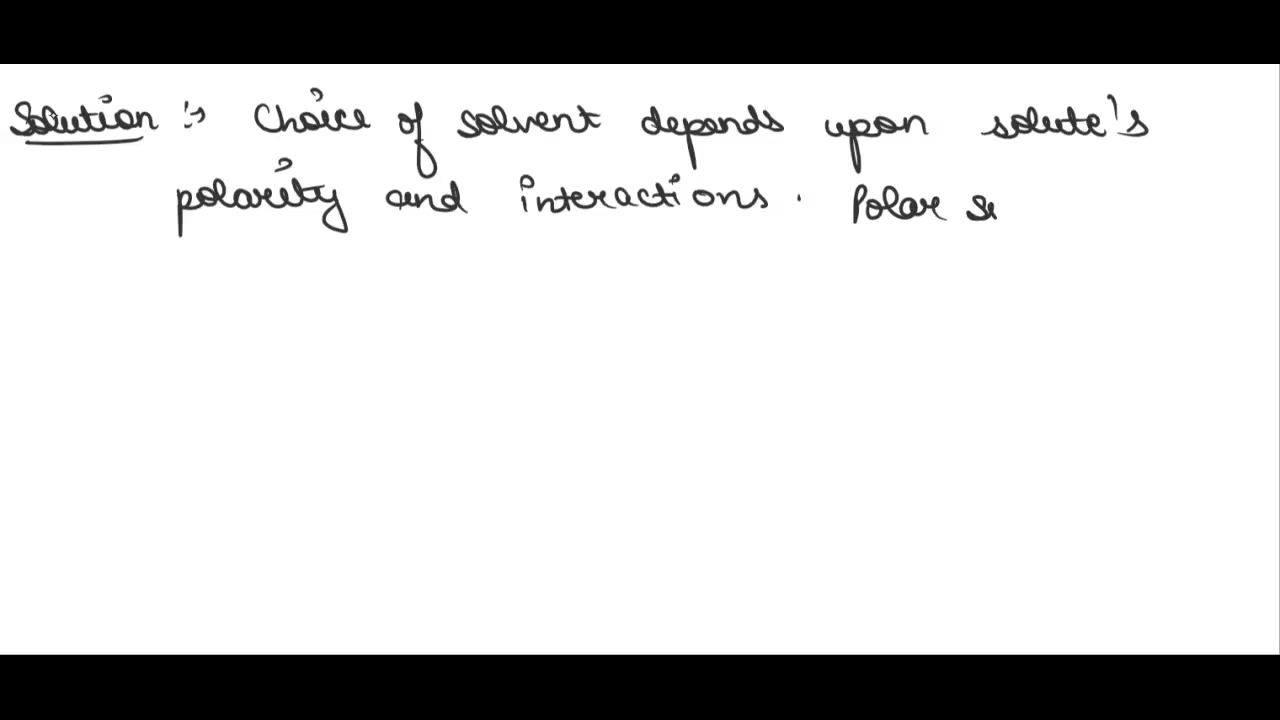 Solution :→ Choice of solvent depends upon solute's
polarity and interactions. Polar